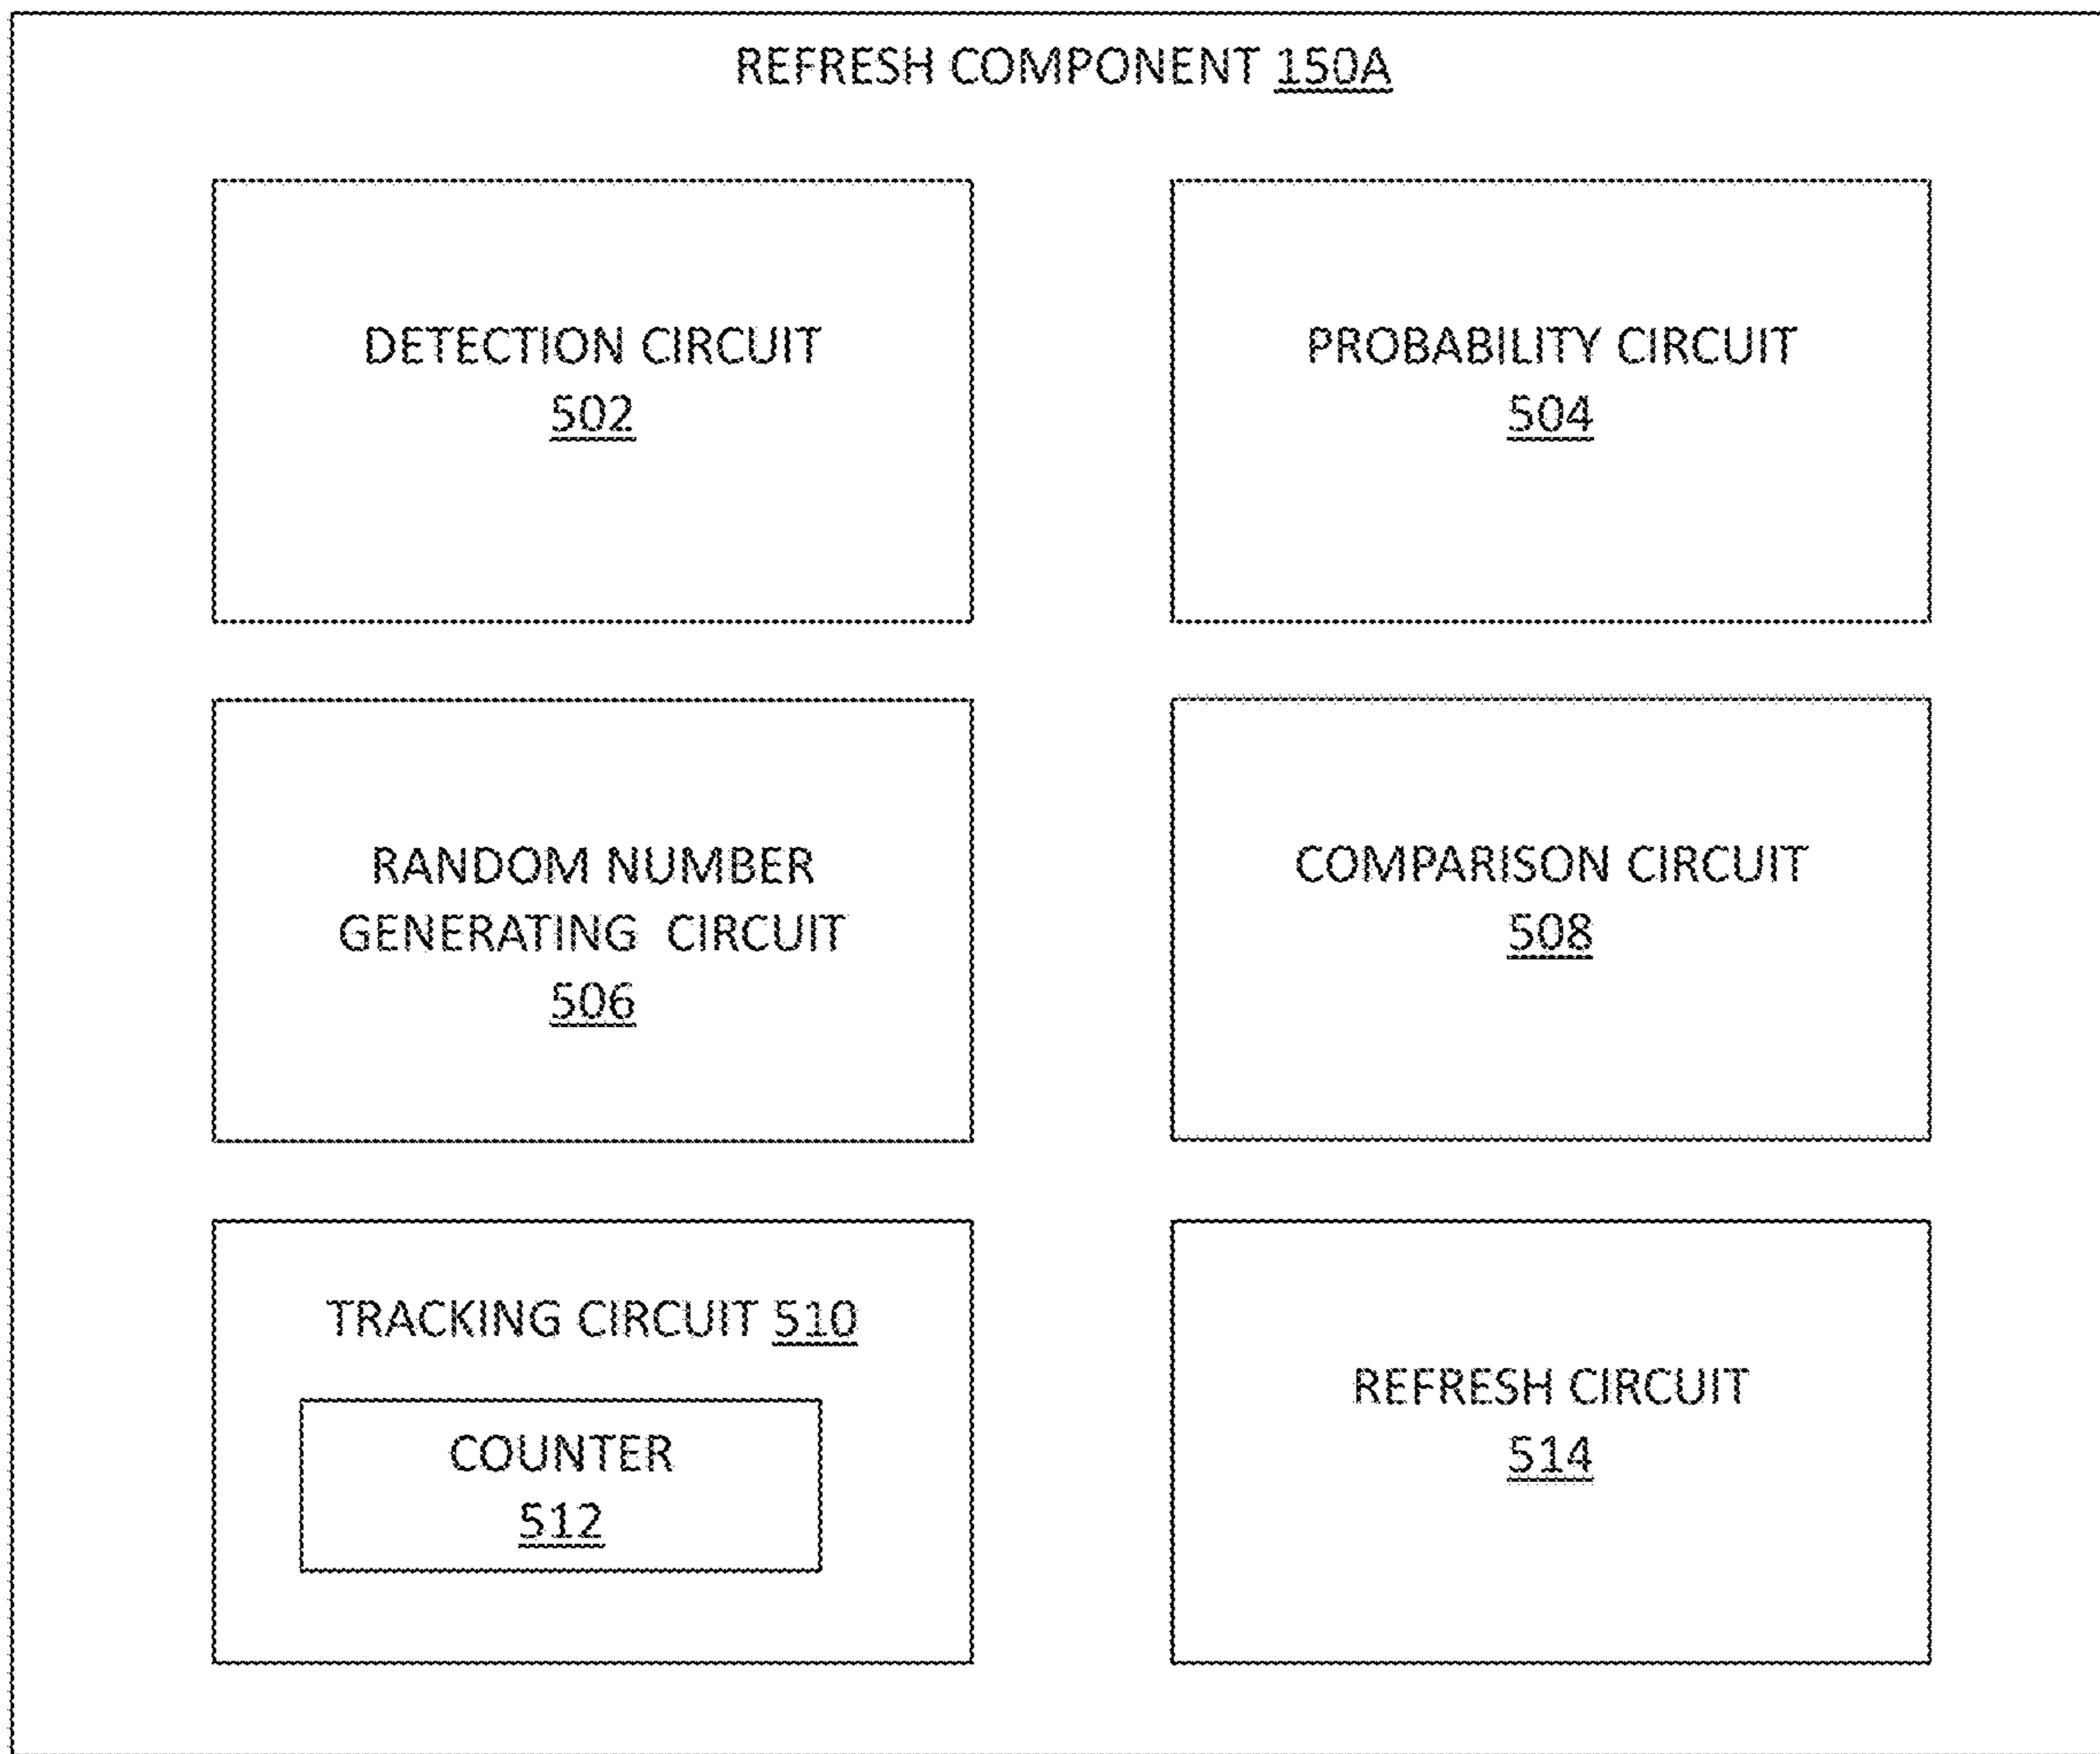 REFRESH COMPONENT 150A
DETECTION CIRCUIT
502
PROBABILITY CIRCUIT
504
RANDOM NUMBER
GENERATING CIRCUIT
506
COMPARISON CIRCUIT
508
TRACKING CIRCUIT 510
COUNTER
512
REFRESH CIRCUIT
514